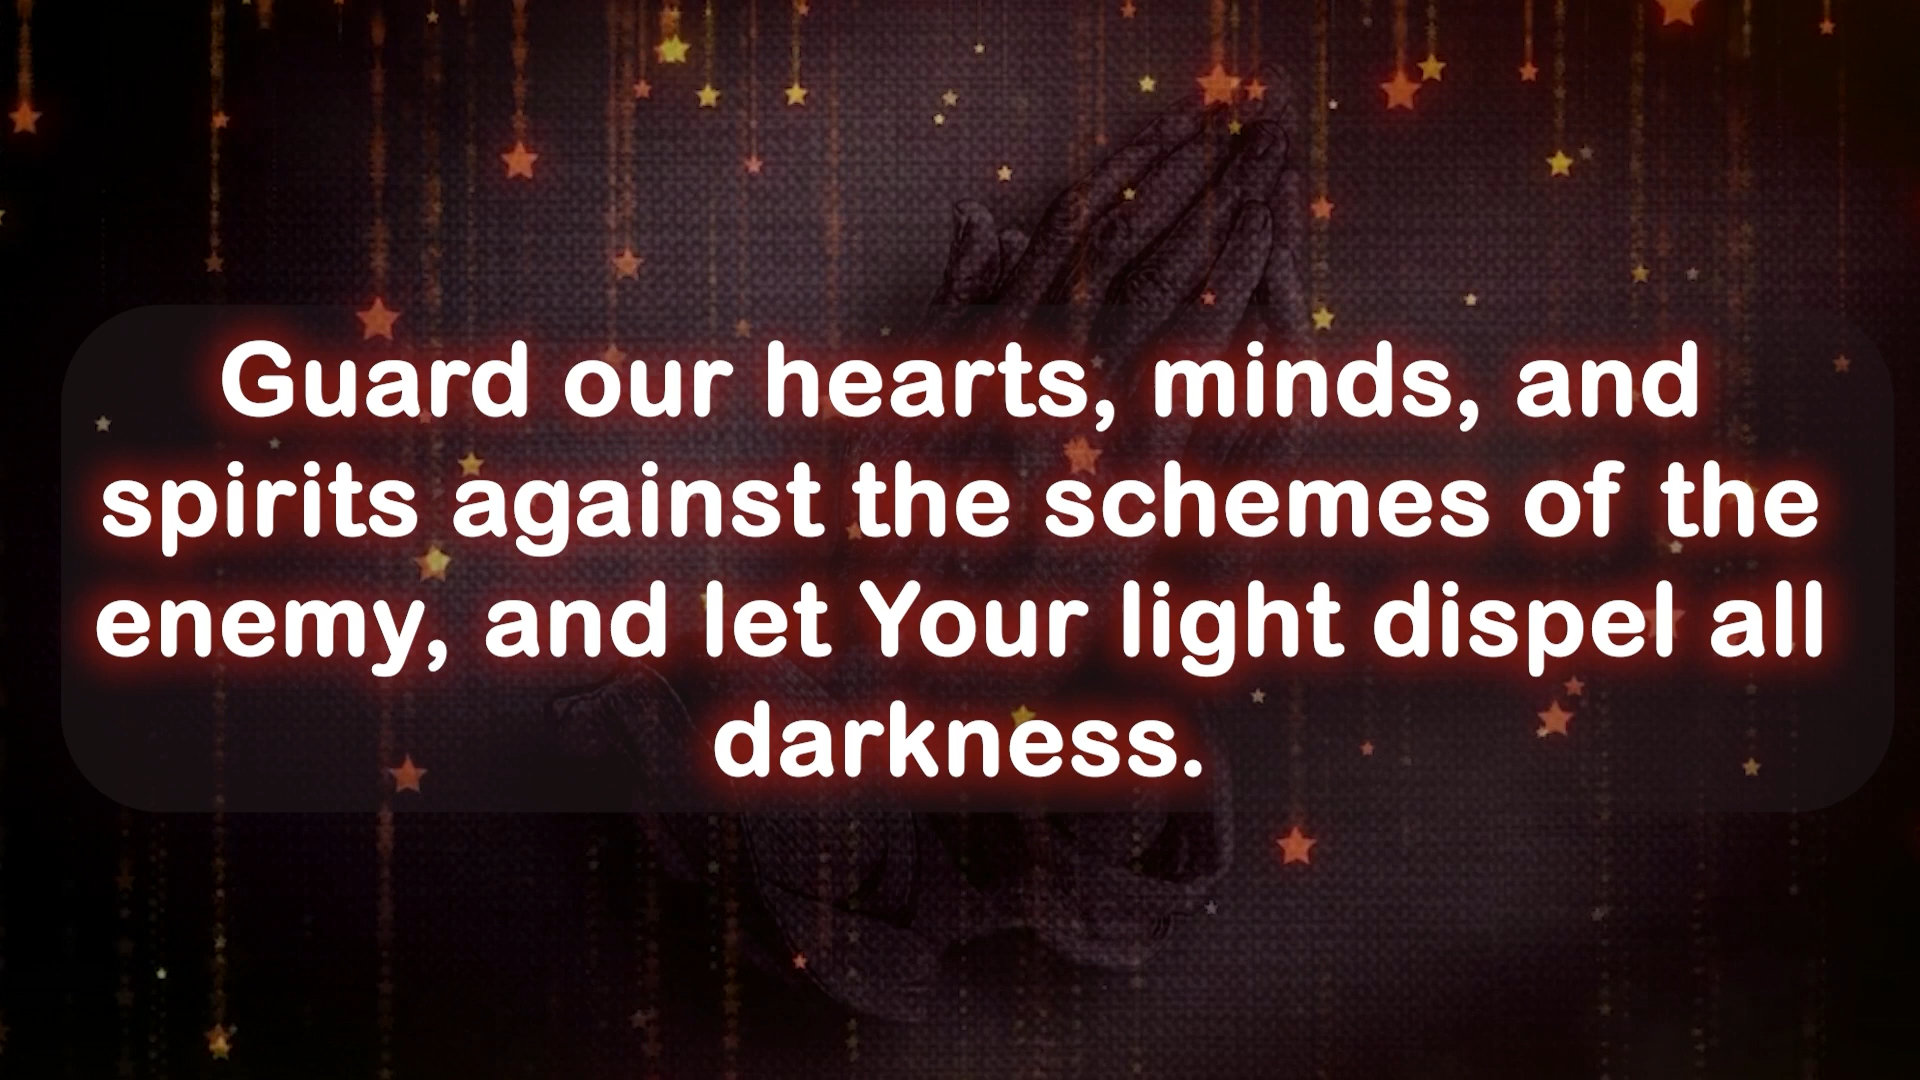 Guard our hearts, minds, and
spirits against the schemes of the
enemy, and let Your light dispel all
darkness.